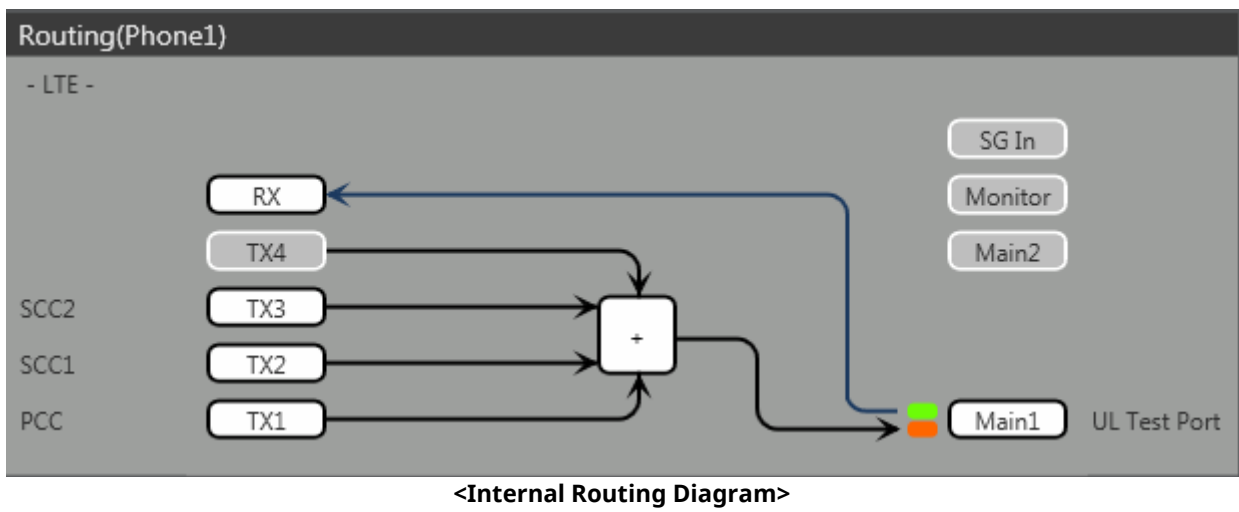 Routing(Phone1)
- LTE -
SG In
RX
Monitor
TX4
Main2
SCC2
TX3
+
SCC1
TX2
PCC
TX1
Main1
UL Test Port
<Internal Routing Diagram>